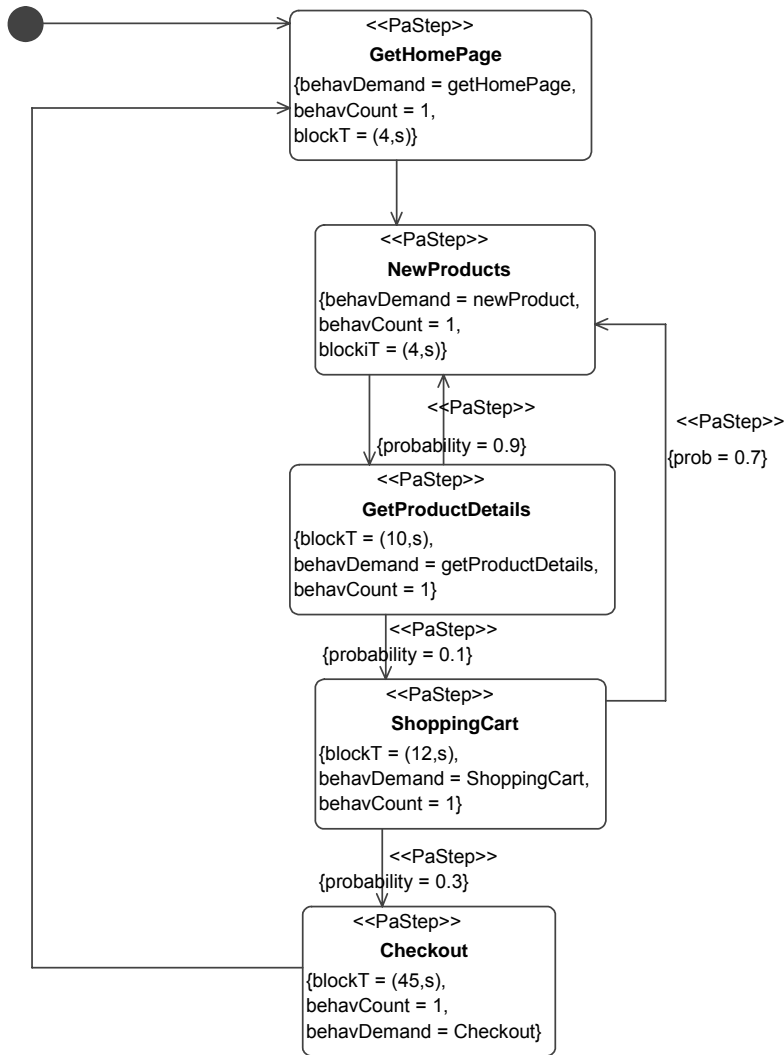 <<PaStep>>
GetHomePage
{behavDemand = getHomePage,
behavCount = 1,
blockT = (4,s)}
<<PaStep>>
NewProducts
{behavDemand = newProduct,
behavCount = 1,
blockiT = (4,s)}
<<PaStep>>
{probability = 0.9}
<<PaStep>>
{prob = 0.7}
<<PaStep>>
GetProductDetails
{blockT = (10,s),
behavDemand = getProductDetails,
behavCount = 1}
<<PaStep>>
{probability = 0.1}
<<PaStep>>
ShoppingCart
{blockT = (12,s),
behavDemand = ShoppingCart,
behavCount = 1}
<<PaStep>>
{probability = 0.3}
<<PaStep>>
Checkout
{blockT = (45,s),
behavCount = 1,
behavDemand = Checkout}